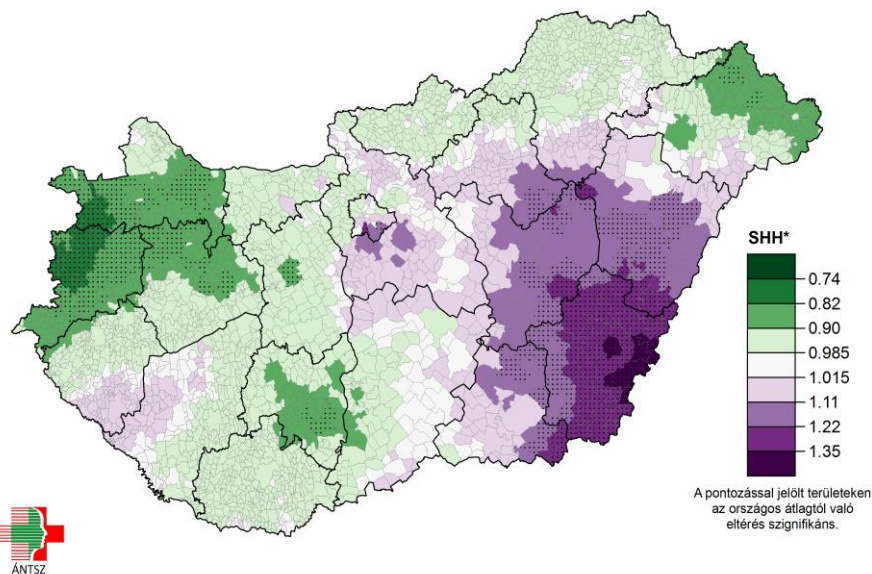 SHH*
0.74
0.82
0.90
0.985
1.015
1.11
1.22
1.35
A pontozással jelölt területeken
az országos átlagtól való
eltérés szignifikáns.
ÁNTSZ